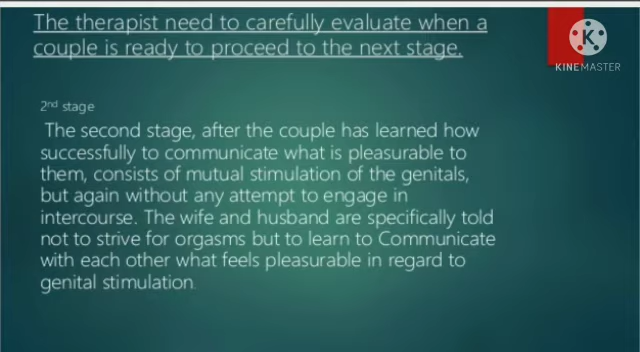 The therapist need to carefully evaluate when a
couple is ready to proceed to the next stage.
K
KINEMASTER
2nd stage
The second stage, after the couple has learned how
successfully to communicate what is pleasurable to
them, consists of mutual stimulation of the genitals,
but again without any attempt to engage in
intercourse. The wife and husband are specifically told
not to strive for orgasms but to learn to Communicate
with each other what feels pleasurable in regard to
genital stimulation.